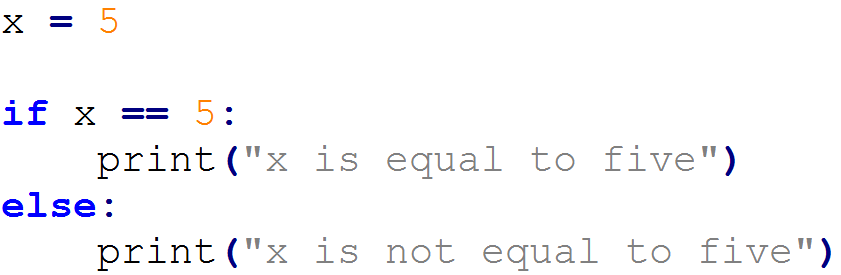 x = 5
if x == 5:
    print("x is equal to five")
else:
    print("x is not equal to five")